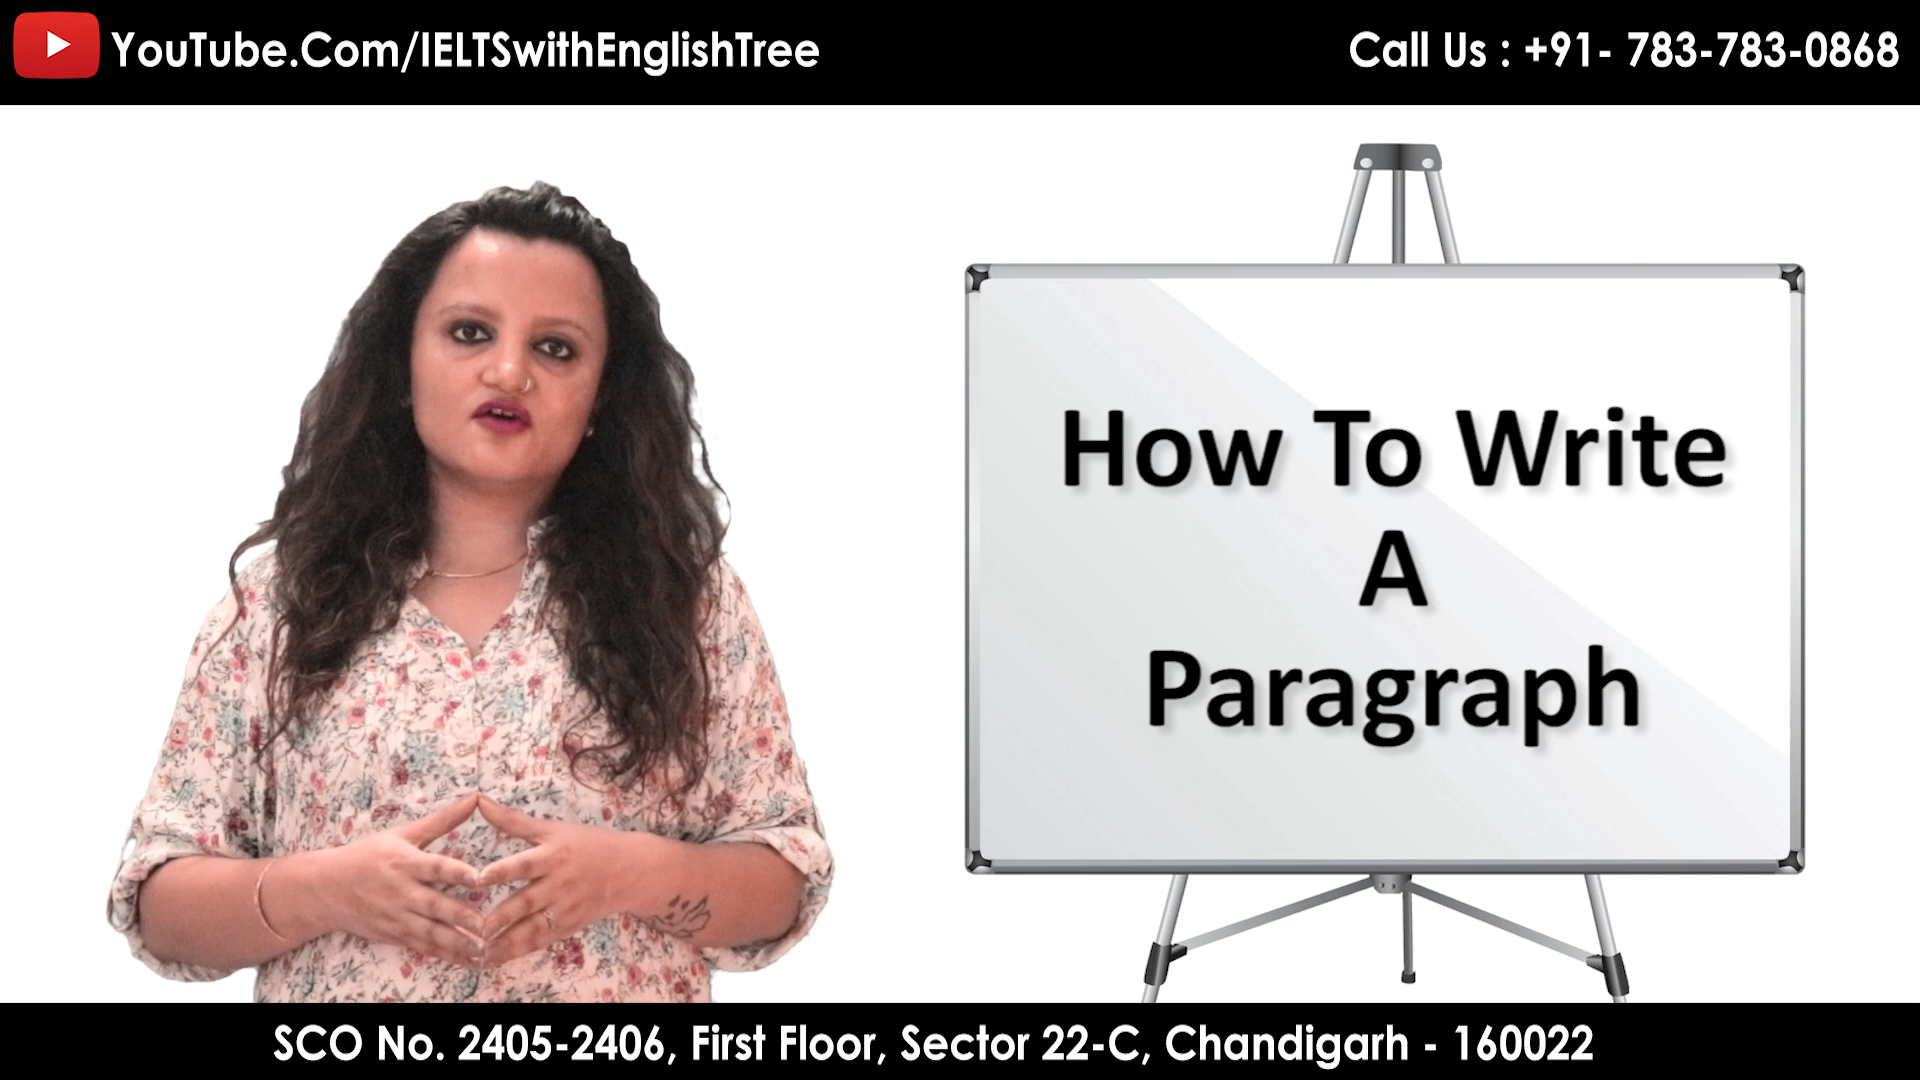 YouTube.Com/IELTSwithEnglishTree
Call Us : +91- 783-783-0868
How To Write
A
Paragraph
SCO No. 2405-2406, First Floor, Sector 22-C, Chandigarh - 160022